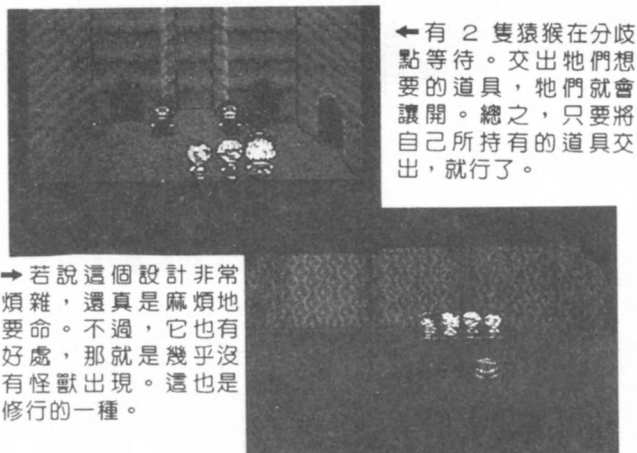 ←有 2 隻猿猴在分岐
點等待。交出牠們想
要的道具,牠們就會
讓開。總之,只要將
自己所持有的道具交
出,就行了。
→若說這個設計非常
煩雜,還真是麻煩地
要命。不過,它也有
好處,那就是幾乎沒
有怪獸出現。這也是
修行的一種。